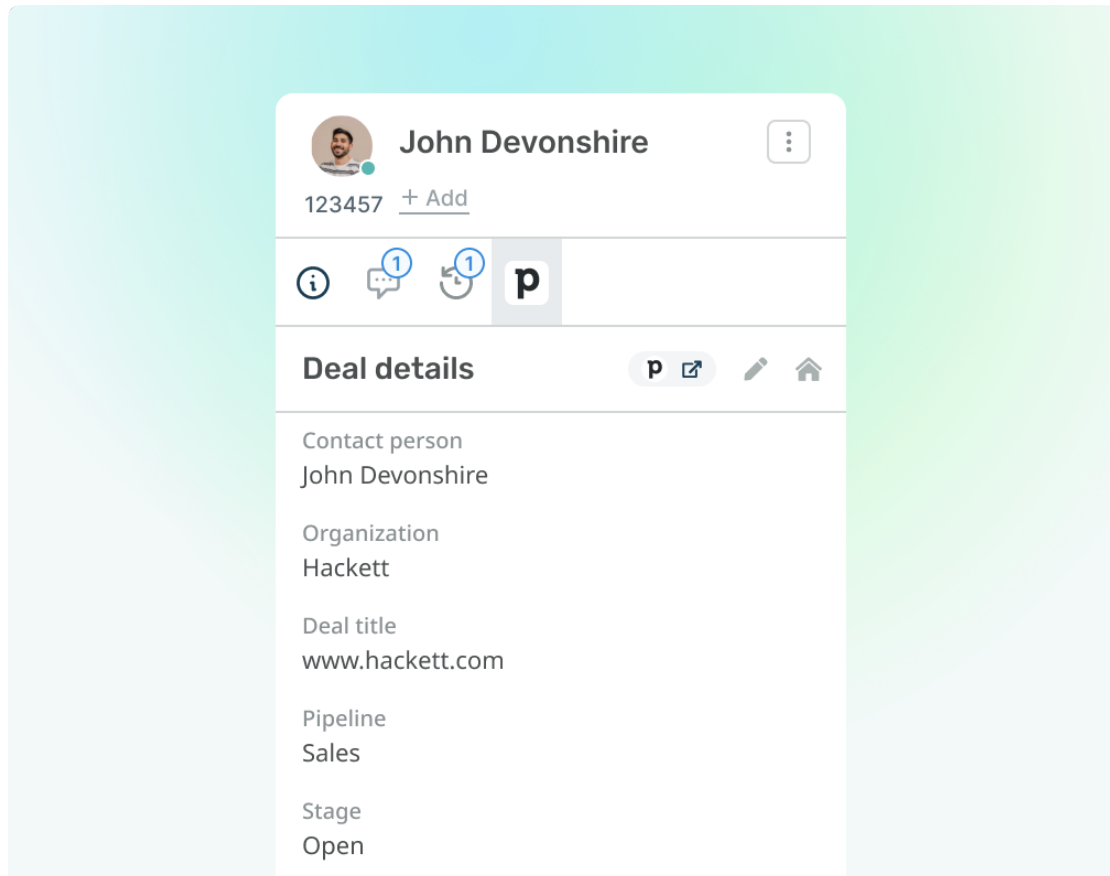 John Devonshire
123457 + Add
1 1 p
Deal details p
Contact person
John Devonshire
Organization
Hackett
Deal title
www.hackett.com
Pipeline
Sales
Stage
Open